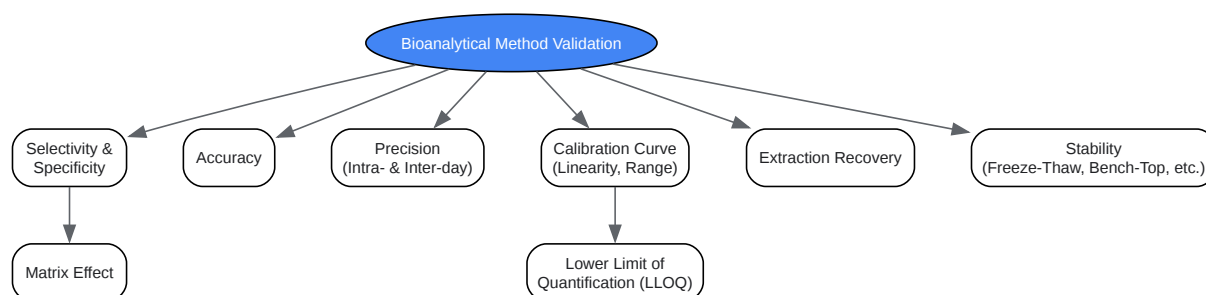 Bioanalytical Method Validation
Selectivity &
Specificity
Accuracy
Precision
(Intra- & Inter-day)
Calibration Curve
(Linearity, Range)
Extraction Recovery
Stability
(Freeze-Thaw, Bench-Top, etc.)
Matrix Effect
Lower Limit of
Quantification (LLOQ)